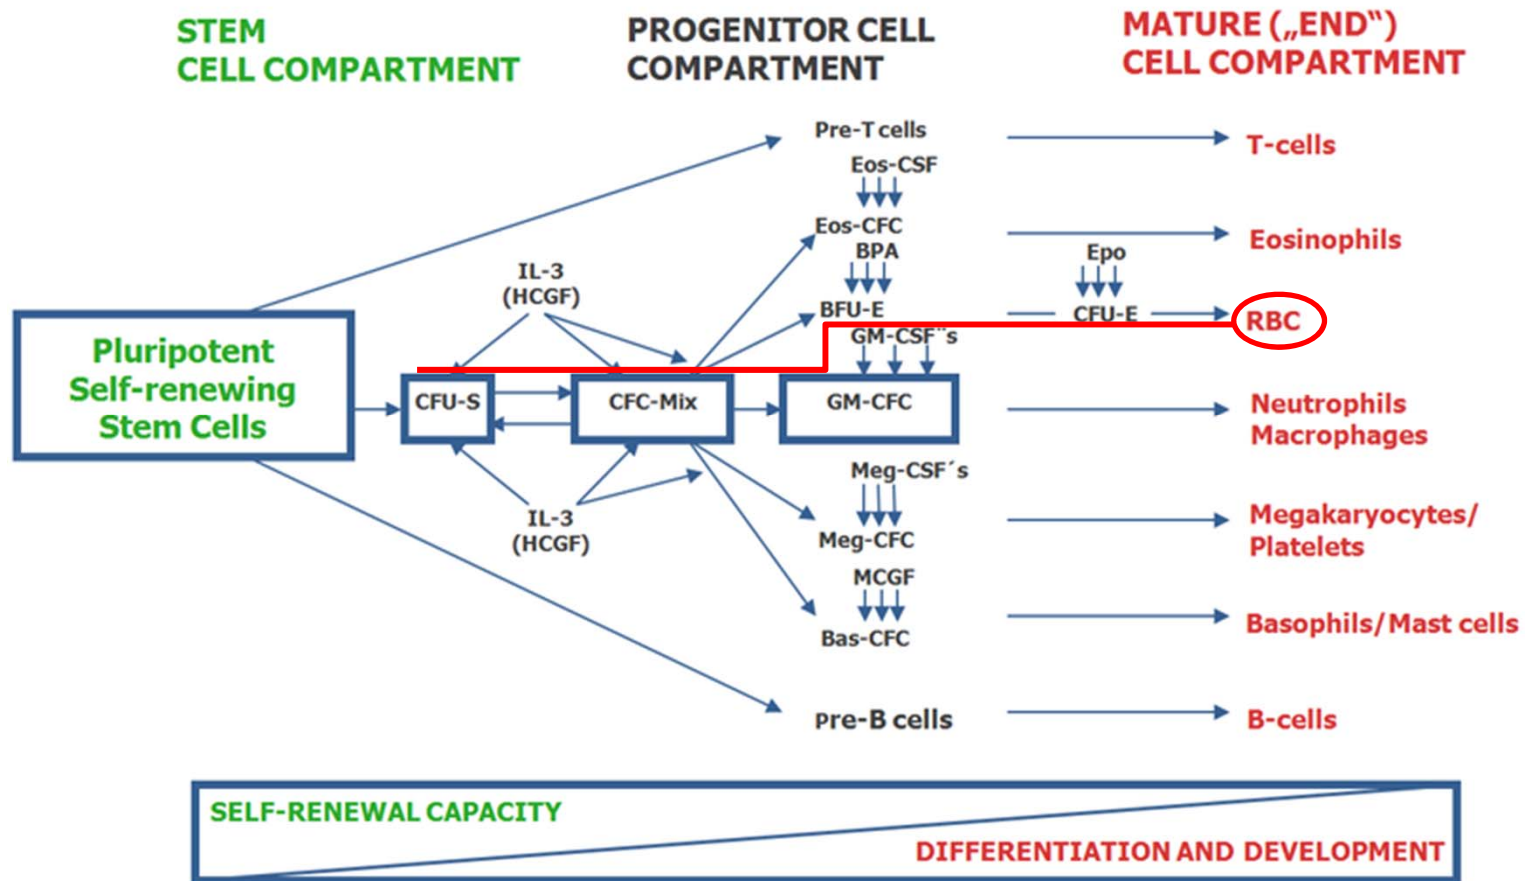 STEM
CELL COMPARTMENT
PROGENITOR CELL
COMPARTMENT
MATURE („END“)
CELL COMPARTMENT
Pre-T cells
T-cells
Eos-CSF
Eos-CFC
Eosinophils
BPA
Epo
IL-3
(HCGF)
BFU-E
CFU-E
RBC
GM-CSF¨s
Pluripotent
Self-renewing
Stem Cells
CFU-S
CFC-Mix
GM-CFC
Neutrophils
Macrophages
Meg-CSF´s
IL-3
(HCGF)
Meg-CFC
Megakaryocytes/
Platelets
MCGF
Bas-CFC
Basophils/Mast cells
pre-B cells
B-cells
SELF-RENEWAL CAPACITY
DIFFERENTIATION AND DEVELOPMENT